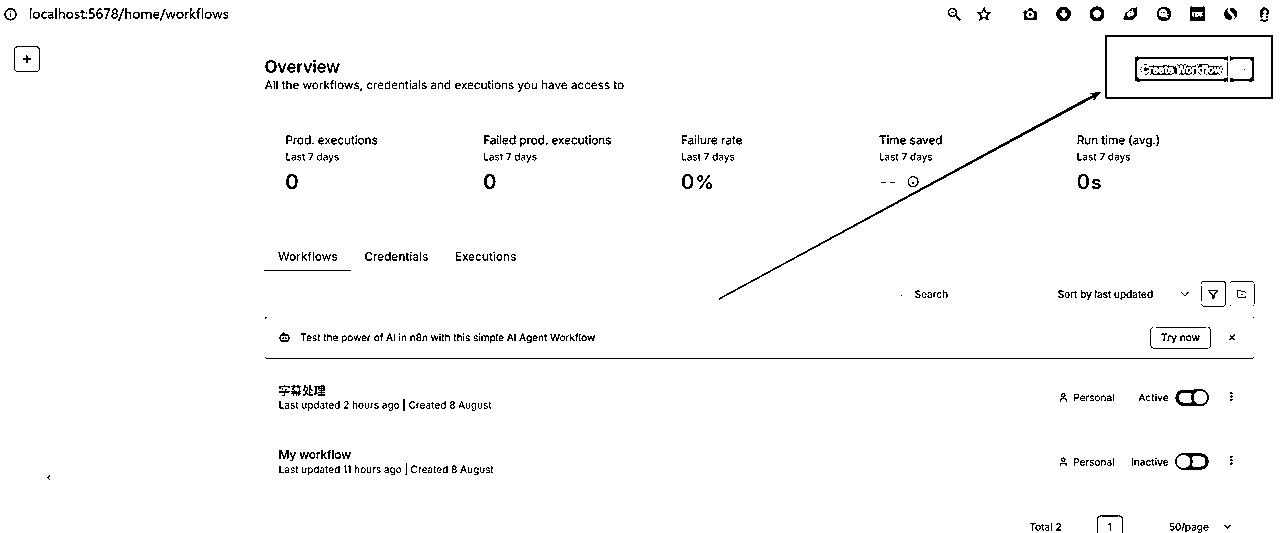 localhost:5678/home/workflows
+
Overview
Create Workflow
All the workflows, credentials and executions you have access to
Prod. executions
Last 7 days
0
Failed prod. executions
Last 7 days
0
Failure rate
Last 7 days
0%
Time saved
Last 7 days
--
Run time (avg.)
Last 7 days
0s
Workflows Credentials Executions
Search Sort by last updated
Test the power of AI in n8n with this simple AI Agent Workflow Try now ×
字幕处理
Last updated 2 hours ago | Created 8 August
Personal Active
My workflow
Last updated 11 hours ago | Created 8 August
Personal Inactive
Total 2 1 50/page